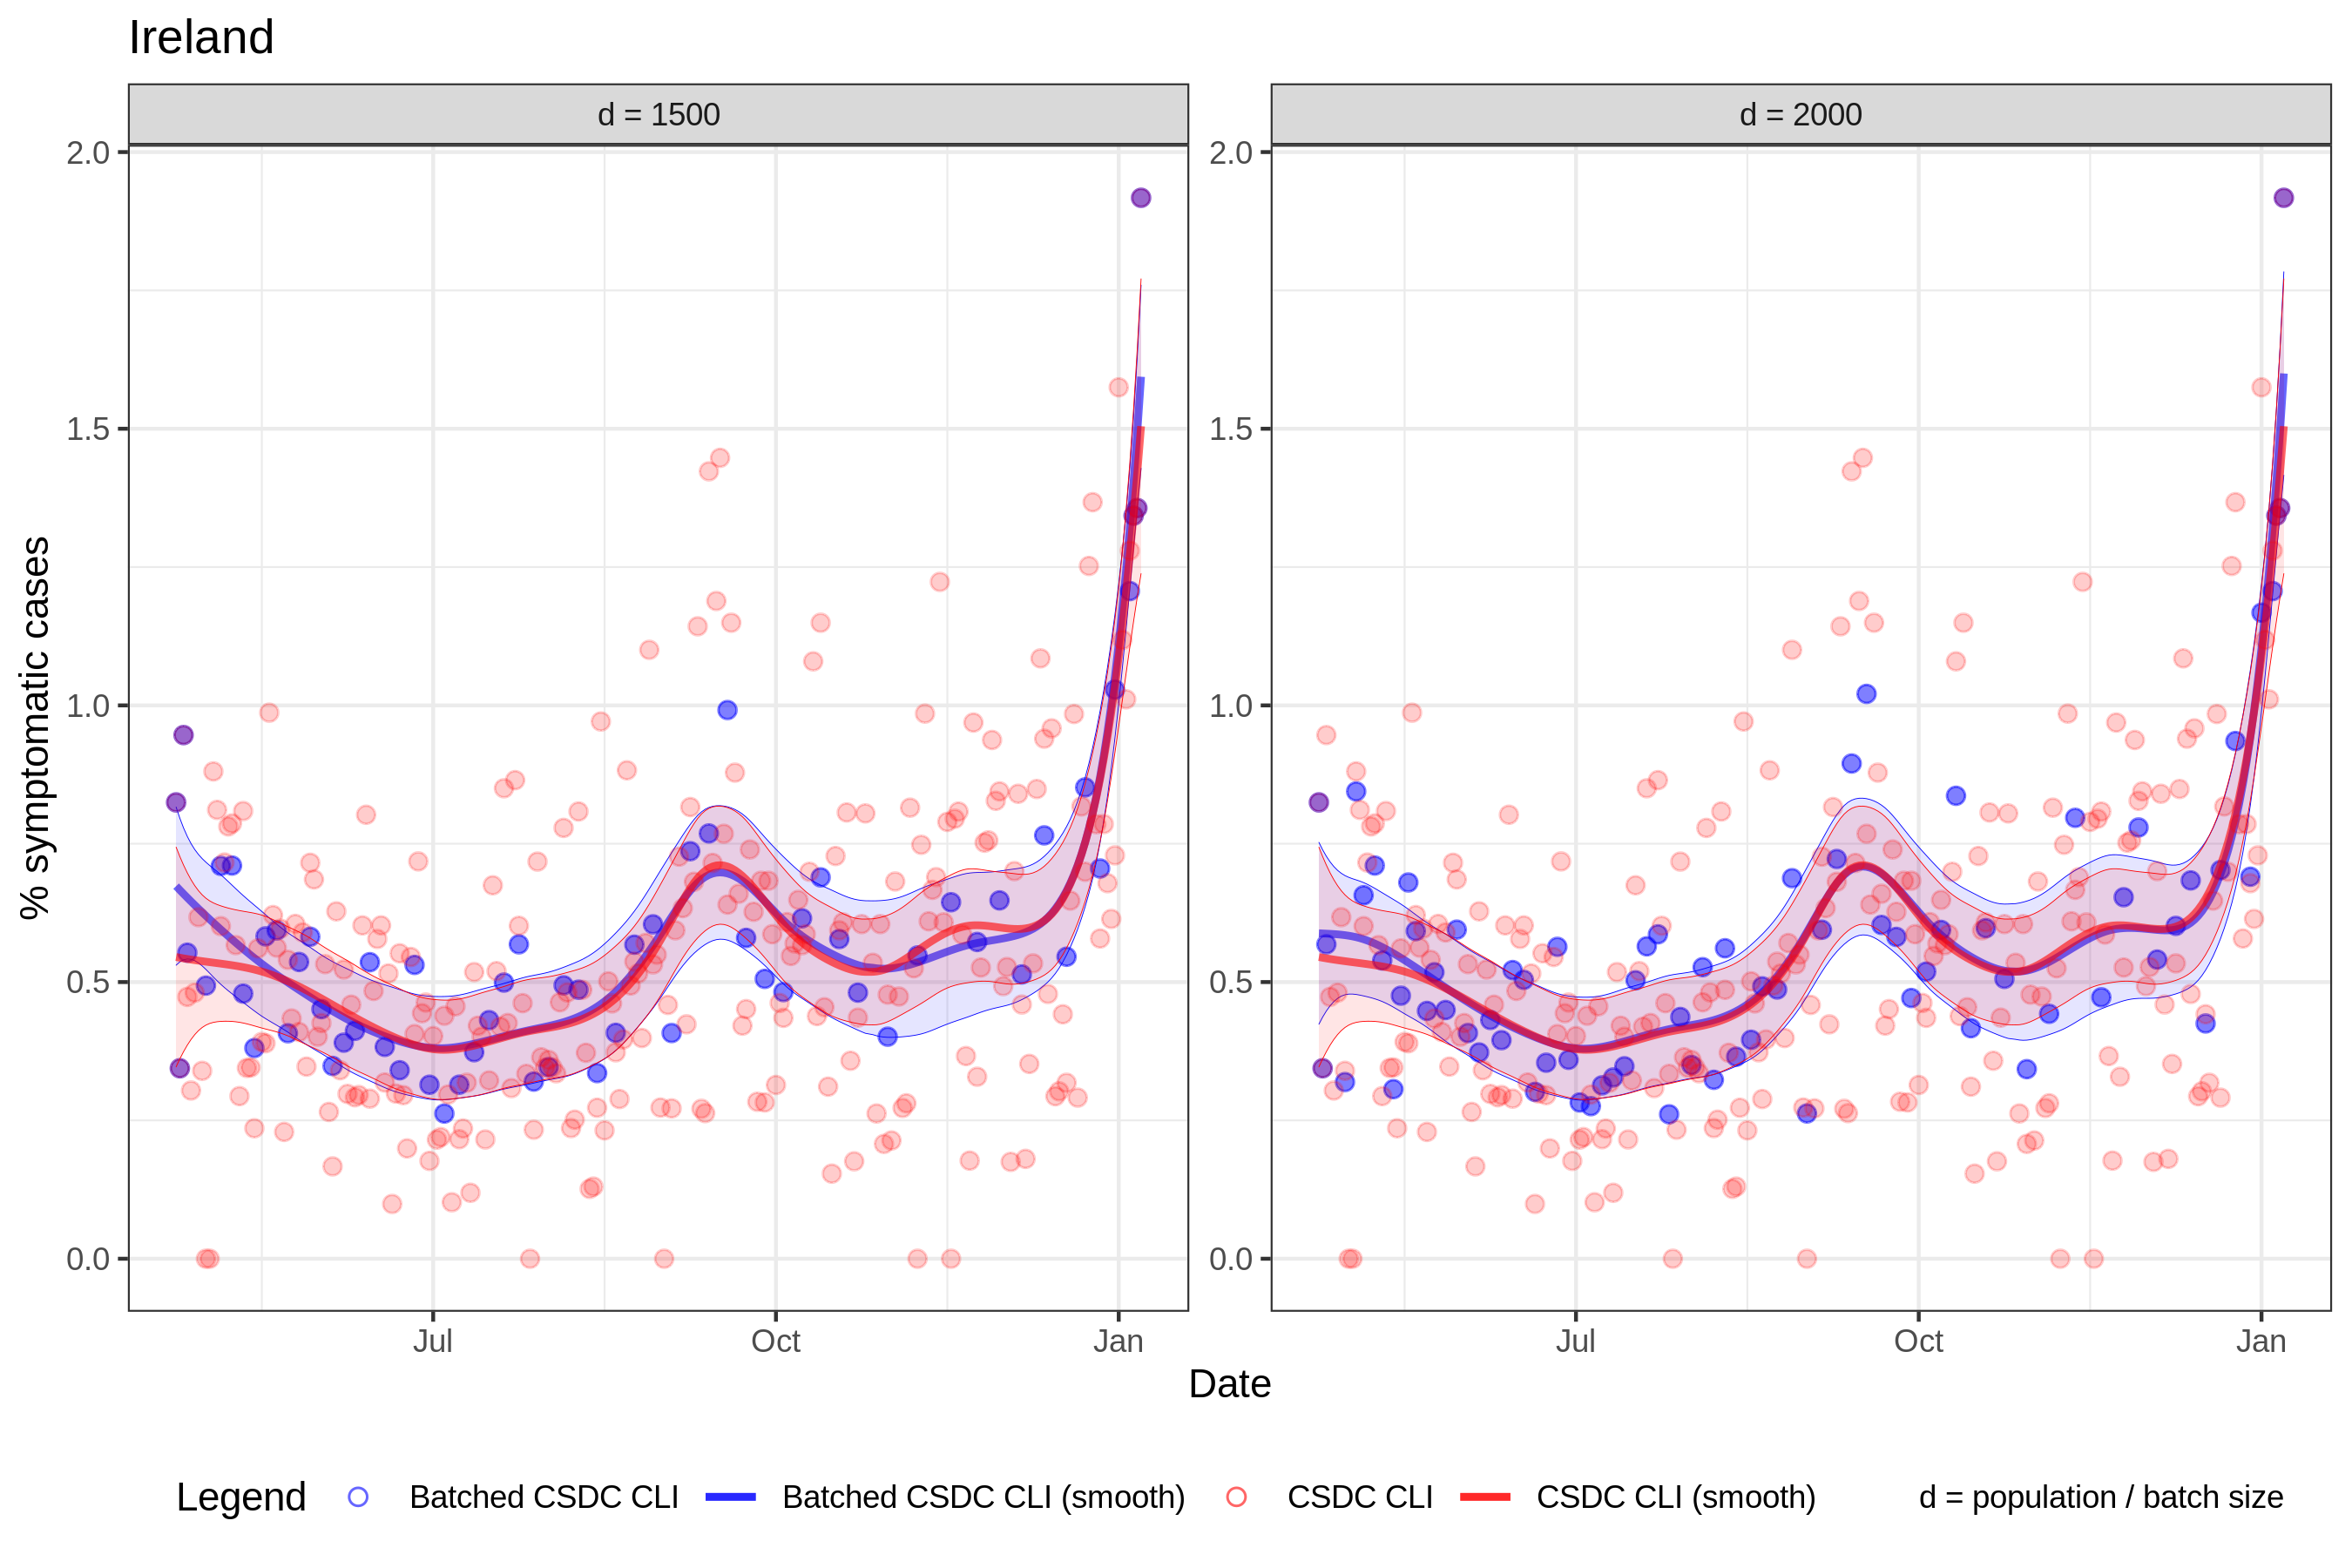 Ireland
d = 1500
d = 2000
% symptomatic cases
2.0
1.5
1.0
0.5
0.0
2.0
1.5
1.0
0.5
0.0
Jul Oct Jan
Jul Oct Jan
Date
Legend Batched CSDC CLI Batched CSDC CLI (smooth) CSDC CLI CSDC CLI (smooth) d = population / batch size